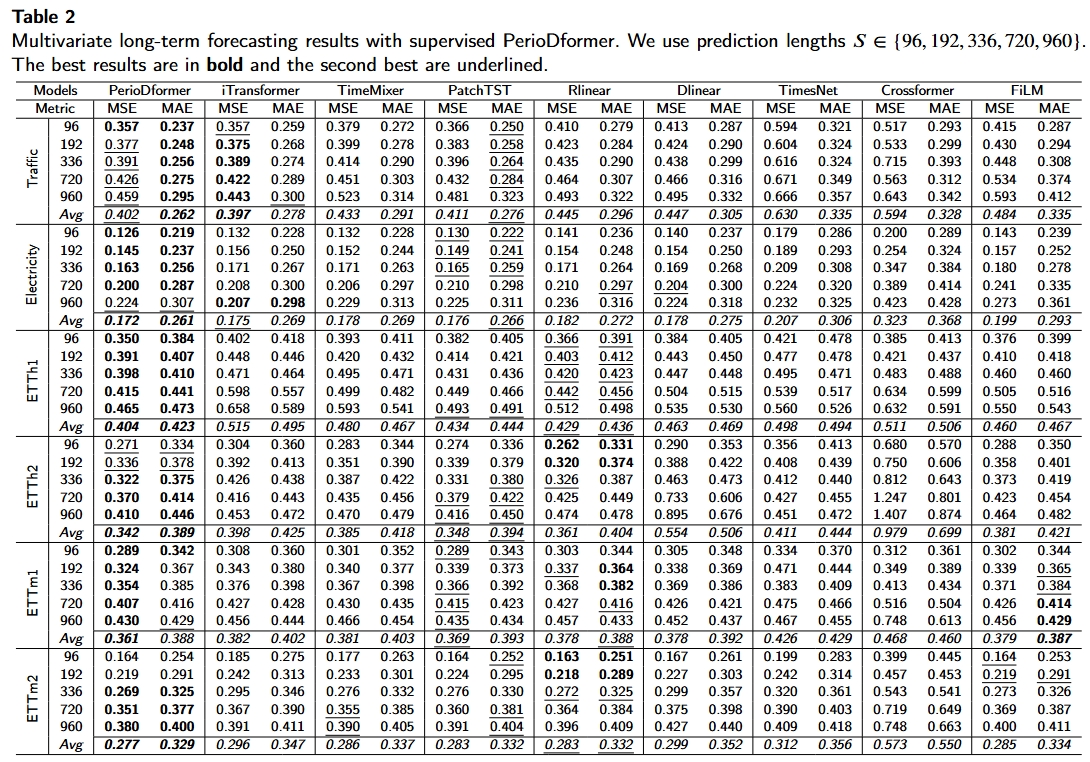 Table 2
Multivariate long-term forecasting results with supervised PerioDformer. We use prediction lengths S ∈ {96, 192, 336, 720, 960}.
The best results are in bold and the second best are underlined.
Models PerioDformer iTransformer TimeMixer PatchTST Rlinear Dlinear TimesNet Crossformer FiLM
Metric MSE MAE MSE MAE MSE MAE MSE MAE MSE MAE MSE MAE MSE MAE MSE MAE MSE MAE
Traffic
96 0.357 0.237 0.357 0.259 0.379 0.272 0.366 0.250 0.410 0.279 0.413 0.287 0.594 0.321 0.517 0.293 0.415 0.287
192 0.377 0.248 0.375 0.268 0.399 0.278 0.383 0.258 0.423 0.284 0.424 0.290 0.604 0.324 0.533 0.299 0.430 0.294
336 0.391 0.256 0.389 0.274 0.414 0.290 0.396 0.264 0.435 0.290 0.438 0.299 0.616 0.324 0.715 0.393 0.448 0.308
720 0.426 0.275 0.422 0.289 0.451 0.303 0.432 0.284 0.464 0.307 0.466 0.316 0.671 0.349 0.563 0.312 0.534 0.374
960 0.459 0.295 0.443 0.300 0.523 0.314 0.481 0.323 0.493 0.322 0.495 0.332 0.666 0.357 0.643 0.342 0.593 0.412
Avg 0.402 0.262 0.397 0.278 0.433 0.291 0.411 0.276 0.445 0.296 0.447 0.305 0.630 0.335 0.594 0.328 0.484 0.335
Electricity
96 0.126 0.219 0.132 0.228 0.132 0.228 0.130 0.222 0.141 0.236 0.140 0.237 0.179 0.286 0.200 0.289 0.143 0.239
192 0.145 0.237 0.156 0.250 0.152 0.244 0.149 0.241 0.154 0.248 0.154 0.250 0.189 0.293 0.254 0.324 0.157 0.252
336 0.163 0.256 0.171 0.267 0.171 0.263 0.165 0.259 0.171 0.264 0.169 0.268 0.209 0.308 0.347 0.384 0.180 0.278
720 0.200 0.287 0.208 0.300 0.206 0.297 0.210 0.298 0.210 0.297 0.204 0.300 0.224 0.320 0.389 0.414 0.241 0.335
960 0.224 0.307 0.207 0.298 0.229 0.313 0.225 0.311 0.236 0.316 0.224 0.318 0.232 0.325 0.423 0.428 0.273 0.361
Avg 0.172 0.261 0.175 0.269 0.178 0.269 0.176 0.266 0.182 0.272 0.178 0.275 0.207 0.306 0.323 0.368 0.199 0.293
ETTh1
96 0.350 0.384 0.402 0.418 0.393 0.411 0.382 0.405 0.366 0.391 0.384 0.405 0.421 0.478 0.385 0.413 0.376 0.399
192 0.391 0.407 0.448 0.446 0.420 0.432 0.414 0.421 0.403 0.412 0.443 0.450 0.477 0.478 0.421 0.437 0.410 0.418
336 0.398 0.410 0.471 0.464 0.495 0.471 0.431 0.436 0.420 0.423 0.447 0.448 0.495 0.471 0.483 0.488 0.460 0.460
720 0.415 0.441 0.598 0.557 0.499 0.482 0.449 0.466 0.442 0.456 0.504 0.515 0.539 0.517 0.634 0.599 0.505 0.516
960 0.465 0.473 0.658 0.589 0.593 0.541 0.493 0.491 0.512 0.498 0.535 0.530 0.560 0.526 0.632 0.591 0.550 0.543
Avg 0.404 0.423 0.515 0.495 0.480 0.467 0.434 0.444 0.429 0.436 0.463 0.469 0.498 0.494 0.511 0.506 0.460 0.467
ETTh2
96 0.271 0.334 0.304 0.360 0.283 0.344 0.274 0.336 0.262 0.331 0.290 0.353 0.356 0.413 0.680 0.570 0.288 0.350
192 0.336 0.378 0.392 0.413 0.351 0.390 0.339 0.379 0.320 0.374 0.388 0.422 0.408 0.439 0.750 0.606 0.358 0.401
336 0.322 0.375 0.426 0.438 0.387 0.422 0.331 0.380 0.326 0.387 0.463 0.473 0.412 0.440 0.812 0.643 0.373 0.419
720 0.370 0.414 0.416 0.443 0.435 0.456 0.379 0.422 0.425 0.449 0.733 0.606 0.427 0.455 1.247 0.801 0.423 0.454
960 0.410 0.446 0.453 0.472 0.470 0.479 0.416 0.450 0.474 0.478 0.895 0.676 0.451 0.472 1.407 0.874 0.464 0.482
Avg 0.342 0.389 0.398 0.425 0.385 0.418 0.348 0.394 0.361 0.404 0.554 0.506 0.411 0.444 0.979 0.699 0.381 0.421
ETTm1
96 0.289 0.342 0.308 0.360 0.301 0.352 0.289 0.343 0.303 0.344 0.305 0.348 0.334 0.370 0.312 0.361 0.302 0.344
192 0.324 0.367 0.343 0.380 0.340 0.377 0.339 0.373 0.337 0.364 0.338 0.369 0.471 0.444 0.349 0.389 0.339 0.365
336 0.354 0.385 0.376 0.398 0.367 0.398 0.366 0.392 0.368 0.382 0.369 0.386 0.383 0.409 0.413 0.434 0.371 0.384
720 0.407 0.416 0.427 0.428 0.430 0.435 0.415 0.423 0.427 0.416 0.426 0.421 0.475 0.466 0.516 0.504 0.426 0.414
960 0.430 0.429 0.456 0.444 0.466 0.454 0.435 0.434 0.457 0.433 0.452 0.437 0.467 0.455 0.748 0.613 0.456 0.429
Avg 0.361 0.388 0.382 0.402 0.381 0.403 0.369 0.393 0.378 0.388 0.378 0.392 0.426 0.429 0.468 0.460 0.379 0.387
ETTm2
96 0.164 0.254 0.185 0.275 0.177 0.263 0.164 0.252 0.163 0.251 0.167 0.261 0.199 0.283 0.399 0.445 0.164 0.253
192 0.219 0.291 0.242 0.313 0.233 0.301 0.224 0.295 0.218 0.289 0.227 0.303 0.242 0.314 0.457 0.453 0.219 0.291
336 0.269 0.325 0.295 0.346 0.276 0.332 0.276 0.330 0.272 0.325 0.299 0.357 0.320 0.361 0.543 0.541 0.273 0.326
720 0.351 0.377 0.367 0.390 0.355 0.385 0.360 0.381 0.364 0.384 0.375 0.398 0.390 0.403 0.719 0.649 0.369 0.387
960 0.380 0.400 0.391 0.411 0.390 0.405 0.391 0.404 0.396 0.409 0.427 0.440 0.409 0.418 0.748 0.663 0.400 0.411
Avg 0.277 0.329 0.296 0.347 0.286 0.337 0.283 0.332 0.283 0.332 0.299 0.352 0.312 0.356 0.573 0.550 0.285 0.334